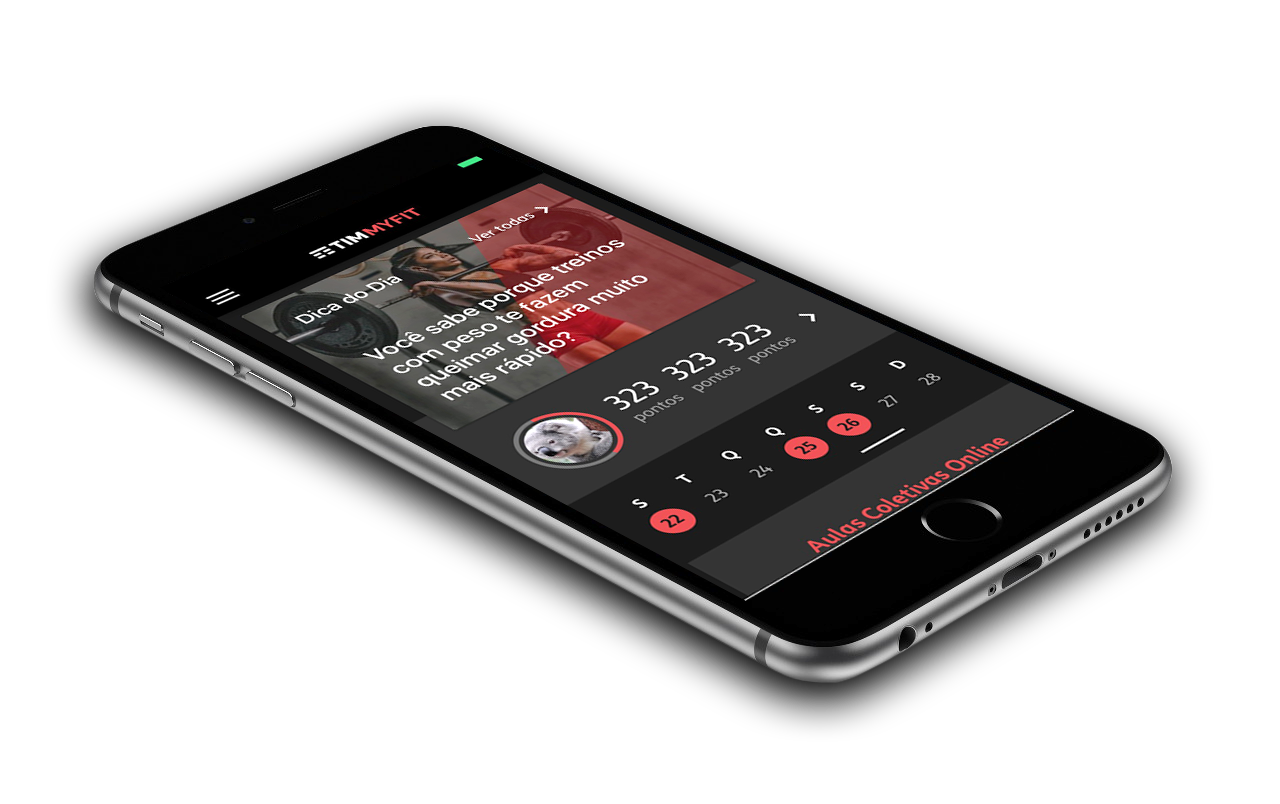 TIMMYFIT
Dica do Dia
Ver todas
Você sabe porque treinos
com peso te fazem
queimar gordura muito
mais rápido?
323 323 323
pontos pontos pontos
S T Q Q S S D
22 23 24 25 26 27 28
Aulas Coletivas Online